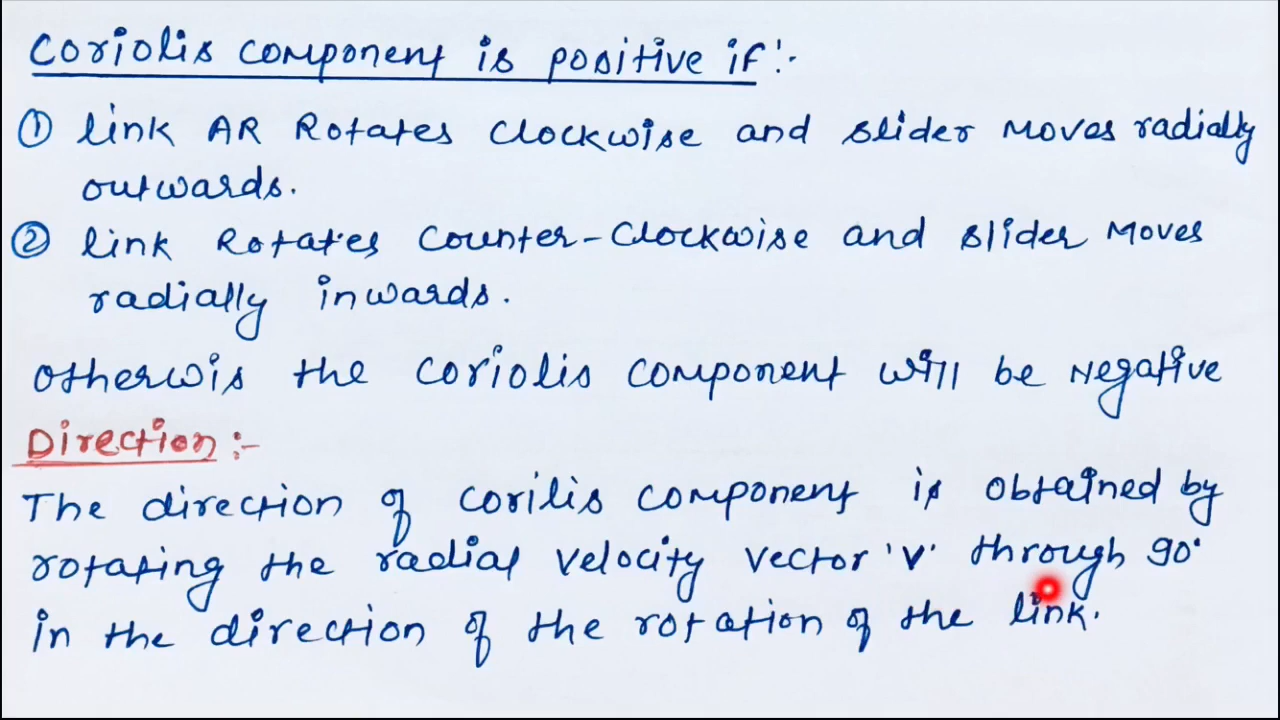 Coriolis component is positive if:-
① link AR Rotates clockwise and slider moves radially
outwards.
② link Rotates counter-clockwise and slider moves
radially inwards.
Otherwis the coriolis component will be Negative
Direction:-
The direction of corilis component is obtained by
rotating the radial velocity vector 'v' through 90°
in the direction of the rotation of the link.